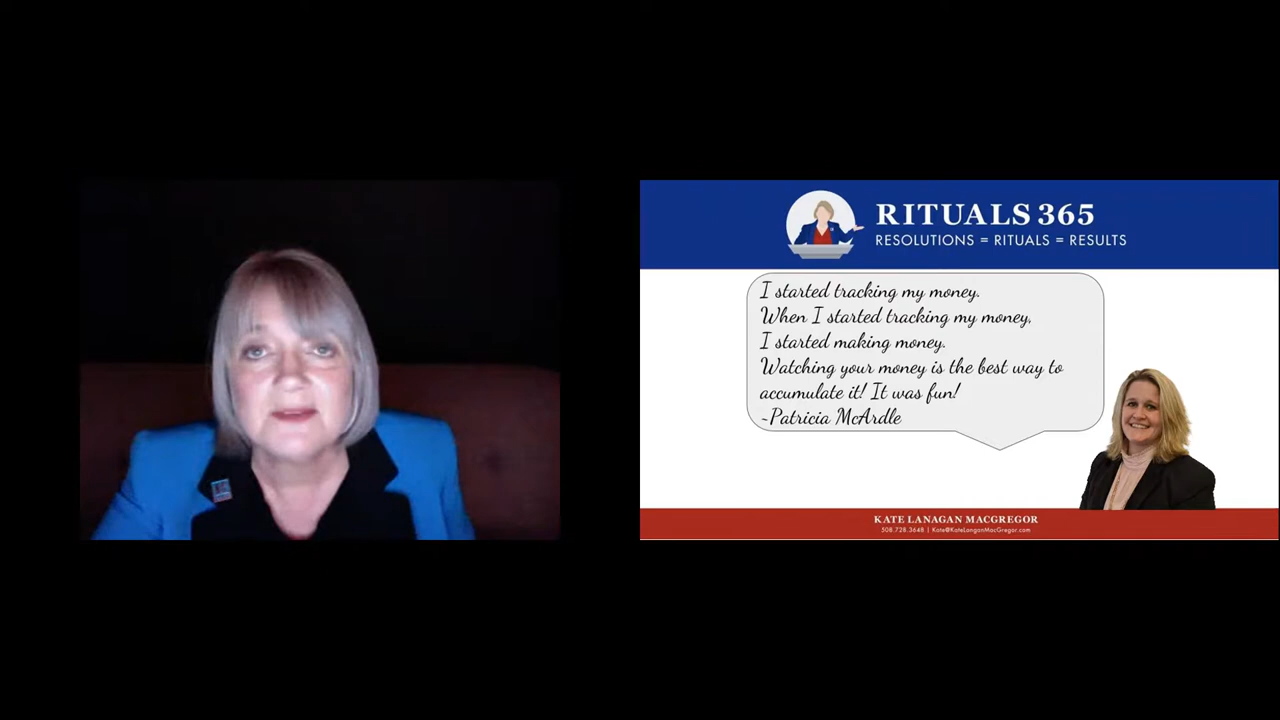 RITUALS 365
RESOLUTIONS = RITUALS = RESULTS
I started tracking my money.
When I started tracking my money,
I started making money.
Watching your money is the best way to
accumulate it! It was fun!
~Patricia McArdle
KATE LANAGAN MACGREGOR
508.728.3648 | Kate@KateLanganMacGregor.com